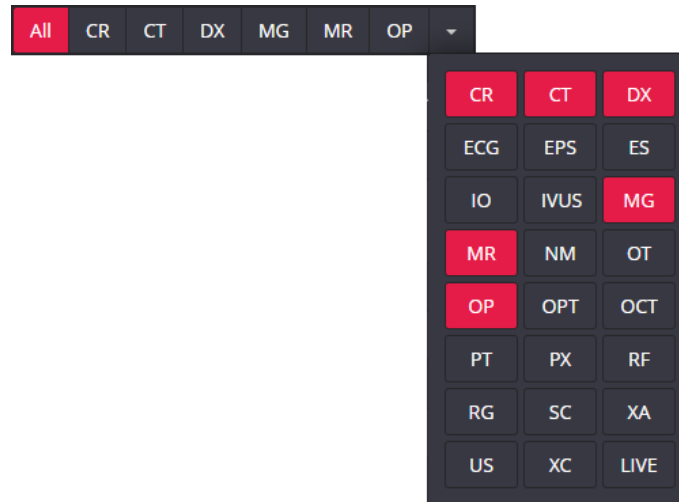 All CR CT DX MG MR OP
CR CT DX
ECG EPS ES
IO IVUS MG
MR NM OT
OP OPT OCT
PT PX RF
RG SC XA
US XC LIVE